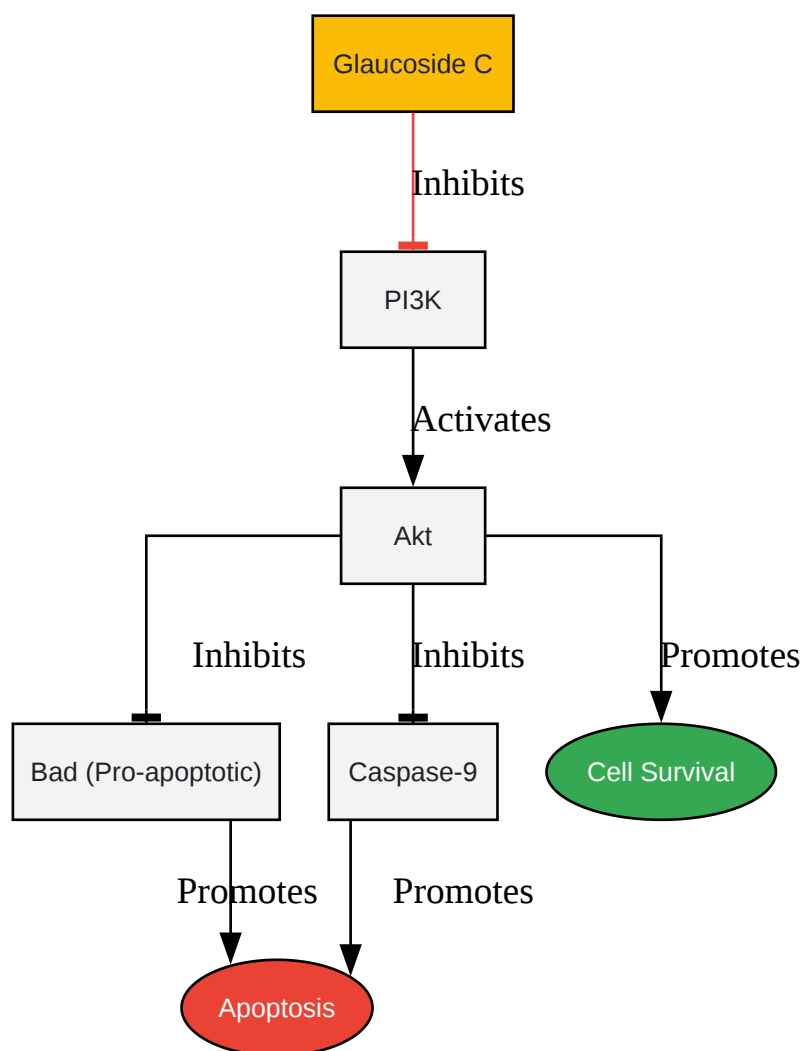 Glaucoside C
Inhibits
PI3K
Activates
Akt
Inhibits
Inhibits
Promotes
Bad (Pro-apoptotic)
Caspase-9
Cell Survival
Promotes
Promotes
Apoptosis